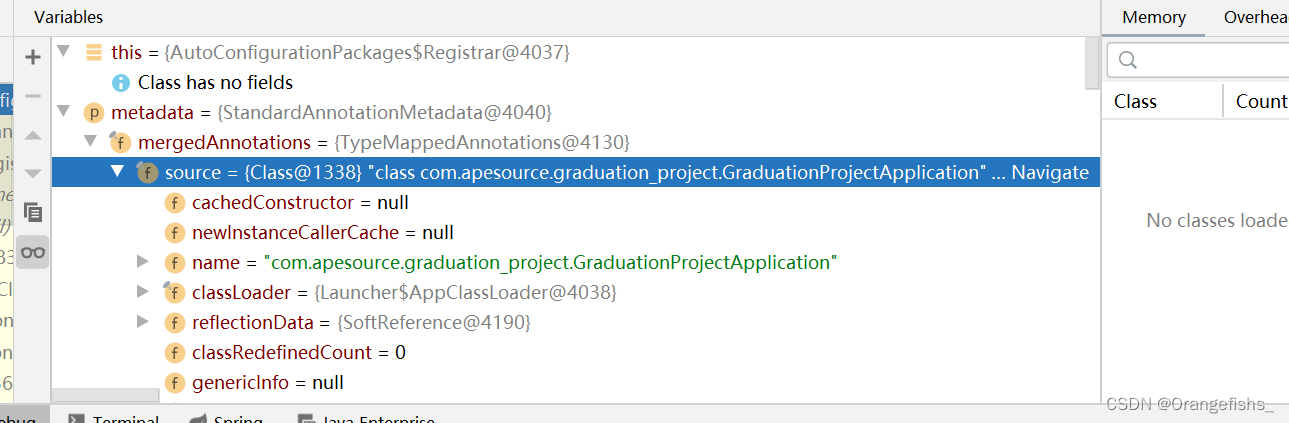 Variables
Memory
Overhea
this = {AutoConfigurationPackages$Registrar@4037}
Class has no fields
metadata = {StandardAnnotationMetadata@4040}
mergedAnnotations = {TypeMappedAnnotations@4130}
source = {Class@1338} "class com.apesource.graduation_project.GraduationProjectApplication" ... Navigate
cachedConstructor = null
newInstanceCallerCache = null
name = "com.apesource.graduation_project.GraduationProjectApplication"
classLoader = {Launcher$AppClassLoader@4038}
reflectionData = {SoftReference@4190}
classRedefinedCount = 0
genericInfo = null
Class
Count
No classes loade
Terminal
Spring
Java Enterprise
CSDN @Orangefishs_